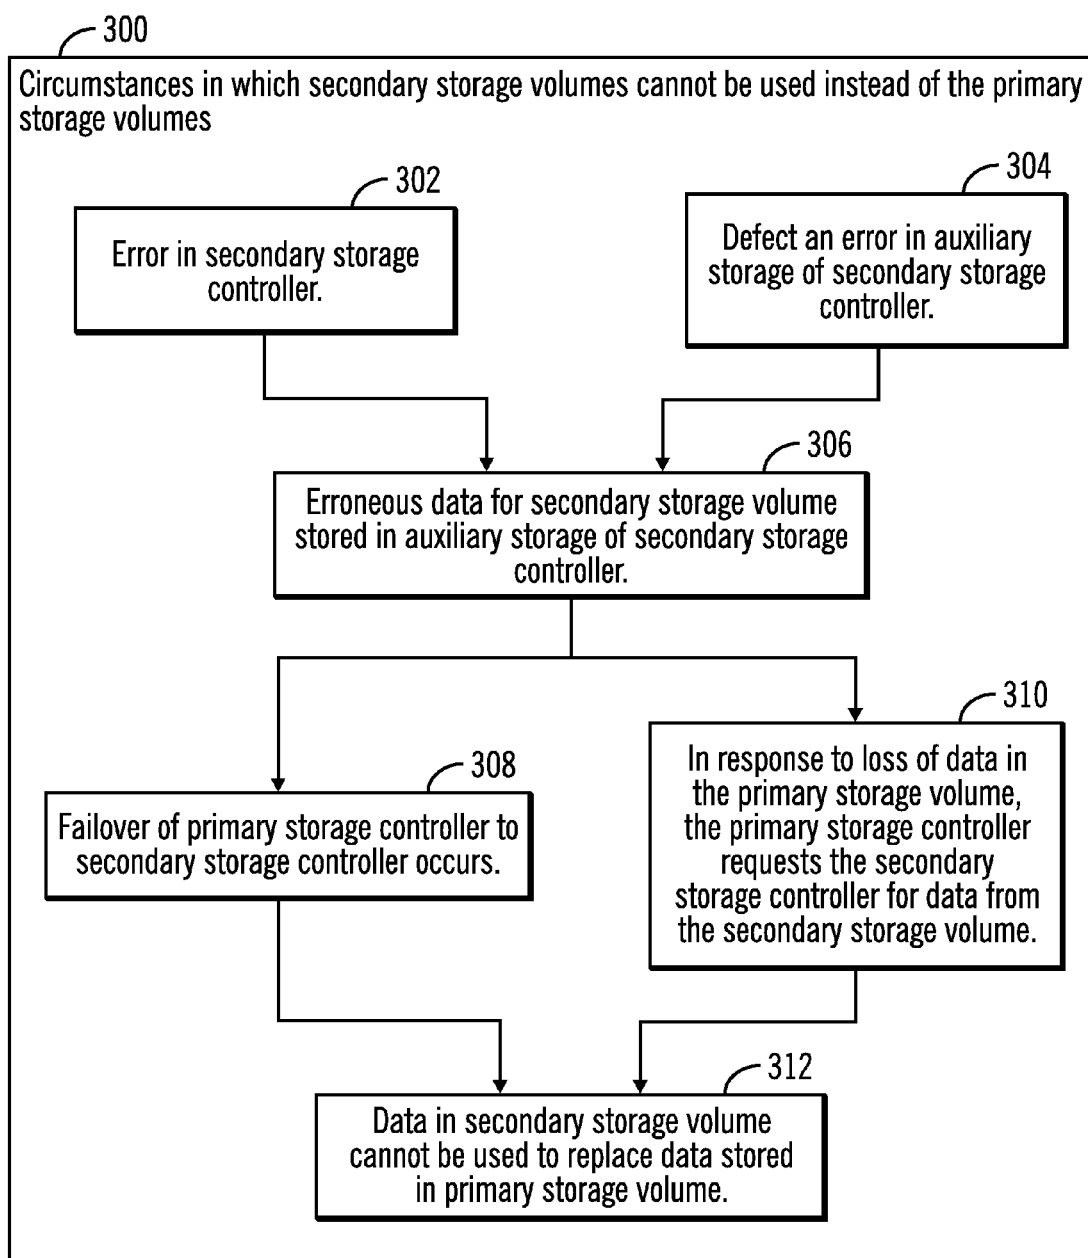 300
Circumstances in which secondary storage volumes cannot be used instead of the primary
storage volumes
302
Error in secondary storage
controller.
304
Defect an error in auxiliary
storage of secondary storage
controller.
306
Erroneous data for secondary storage volume
stored in auxiliary storage of secondary storage
controller.
308
Failover of primary storage controller to
secondary storage controller occurs.
310
In response to loss of data in
the primary storage volume,
the primary storage controller
requests the secondary
storage controller for data from
the secondary storage volume.
312
Data in secondary storage volume
cannot be used to replace data stored
in primary storage volume.